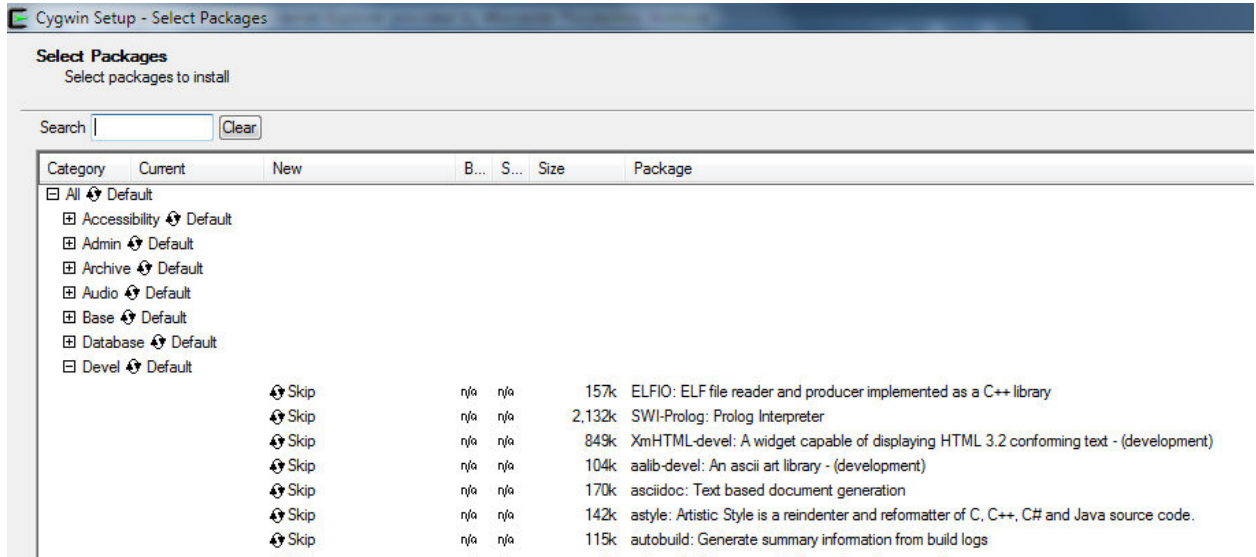 Cygwin Setup - Select Packages
Select Packages
Select packages to install
Search Clear
Category Current New B... S... Size Package
All Default
Accessibility Default
Admin Default
Archive Default
Audio Default
Base Default
Database Default
Devel Default
Skip n/a n/a 157k ELFIO: ELF file reader and producer implemented as a C++ library
Skip n/a n/a 2,132k SWI-Prolog: Prolog Interpreter
Skip n/a n/a 849k XmHTML-devel: A widget capable of displaying HTML 3.2 conforming text - (development)
Skip n/a n/a 104k aalib-devel: An ascii art library - (development)
Skip n/a n/a 170k asciidoc: Text based document generation
Skip n/a n/a 142k astyle: Artistic Style is a reindenter and reformatter of C, C++, C# and Java source code.
Skip n/a n/a 115k autobuild: Generate summary information from build logs